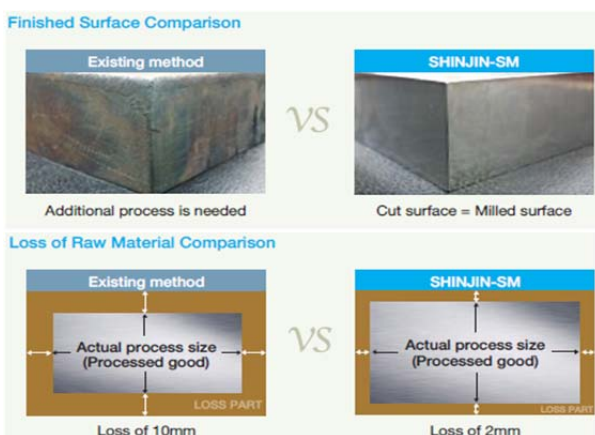 Finished Surface Comparison
Existing method
VS
SHINJIN-SM
Additional process is needed
Cut surface = Milled surface
Loss of Raw Material Comparison
Existing method
VS
SHINJIN-SM
Actual process size
(Processed good)
LOSS PART
Actual process size
(Processed good)
LOSS PART
Loss of 10mm
Loss of 2mm